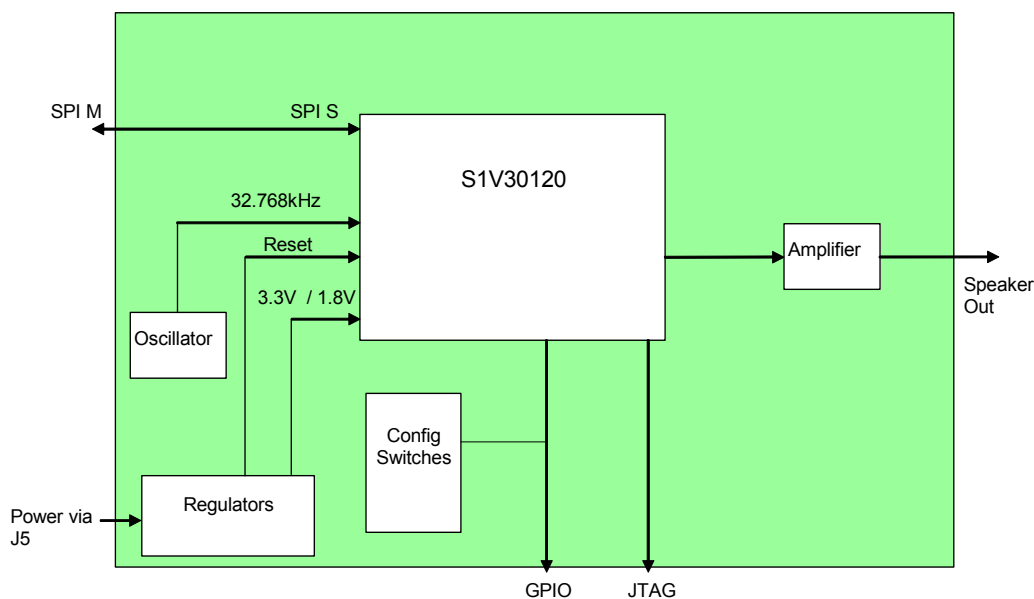 SPI M
SPI S
S1V30120
32.768kHz
Reset
3.3V / 1.8V
Oscillator
Amplifier
Speaker
Out
Config
Switches
Regulators
Power via
J5
GPIO
JTAG